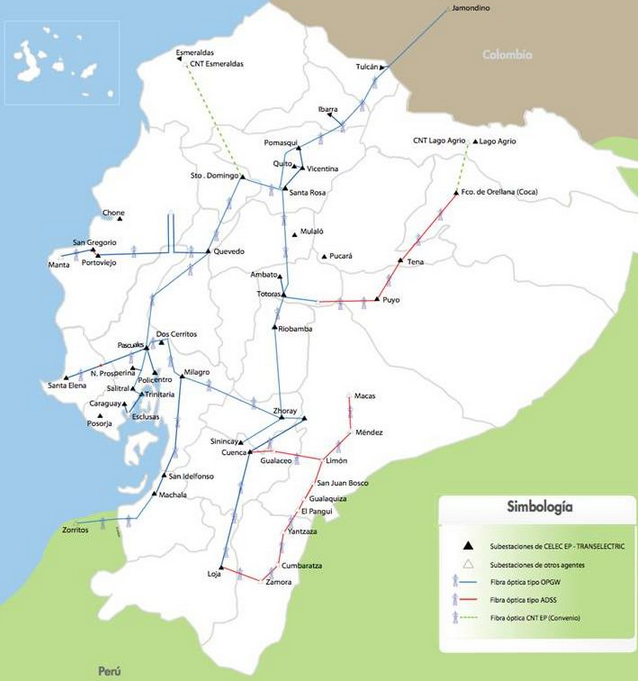 Jamondino
Esmeraldas
CNT Esmeraldas
Colombia
Tulcán
Ibarra
Pomasqui
CNT Lago Agrio
Lago Agrio
Quito
Vicentina
Sto. Domingo
Santa Rosa
Fco. de Orellana (Coca)
Chone
Mulaló
San Gregorio
Quevedo
Pucará
Manta
Portoviejo
Tena
Ambato
Totoras
Puyo
Riobamba
Dos Cerritos
Pascuales
N. Prosperina
Milagro
Santa Elena
Policentro
Salitral
Trinitaria
Macas
Caraguay
Zhoray
Posorja
Esclusas
Méndez
Sinincay
Cuenca
Gualaceo
Limón
San Idelfonso
San Juan Bosco
Machala
Gualaquiza
El Pangui
Simbología
Zorritos
Yantzaza
Subestaciones de CELEC EP - TRANSELECTRIC
Subestaciones de otros agentes
Cumbaratza
Loja
Zamora
Fibra óptica tipo OPGW
Fibra óptica tipo ADSS
Fibra óptica CNT EP (Convenio)
Perú